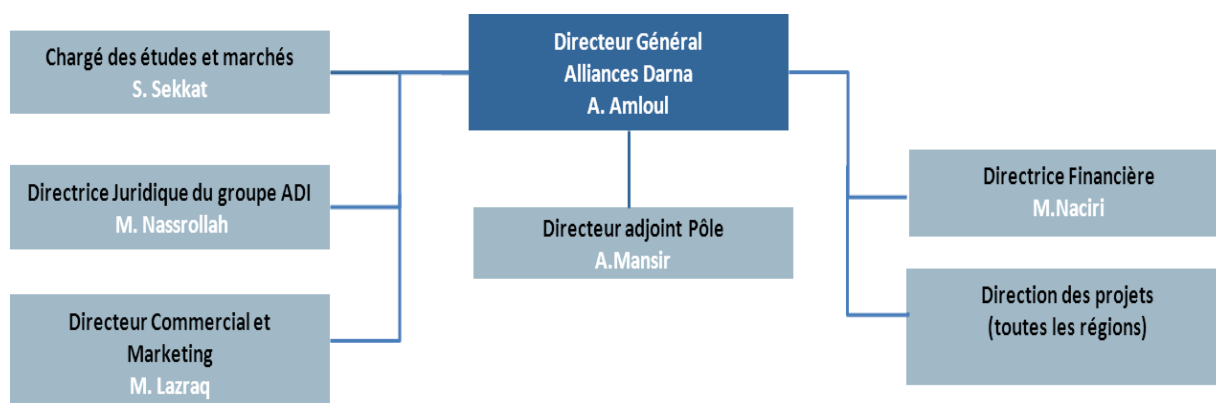 Chargé des études et marchés
S. Sekkat
Directeur Général
Alliances Darna
A. Amloul
Directrice Juridique du groupe ADI
M. Nassrollah
Directeur adjoint Pôle
A.Mansir
Directrice Financière
M.Naciri
Directeur Commercial et
Marketing
M. Lazraq
Direction des projets
(toutes les régions)